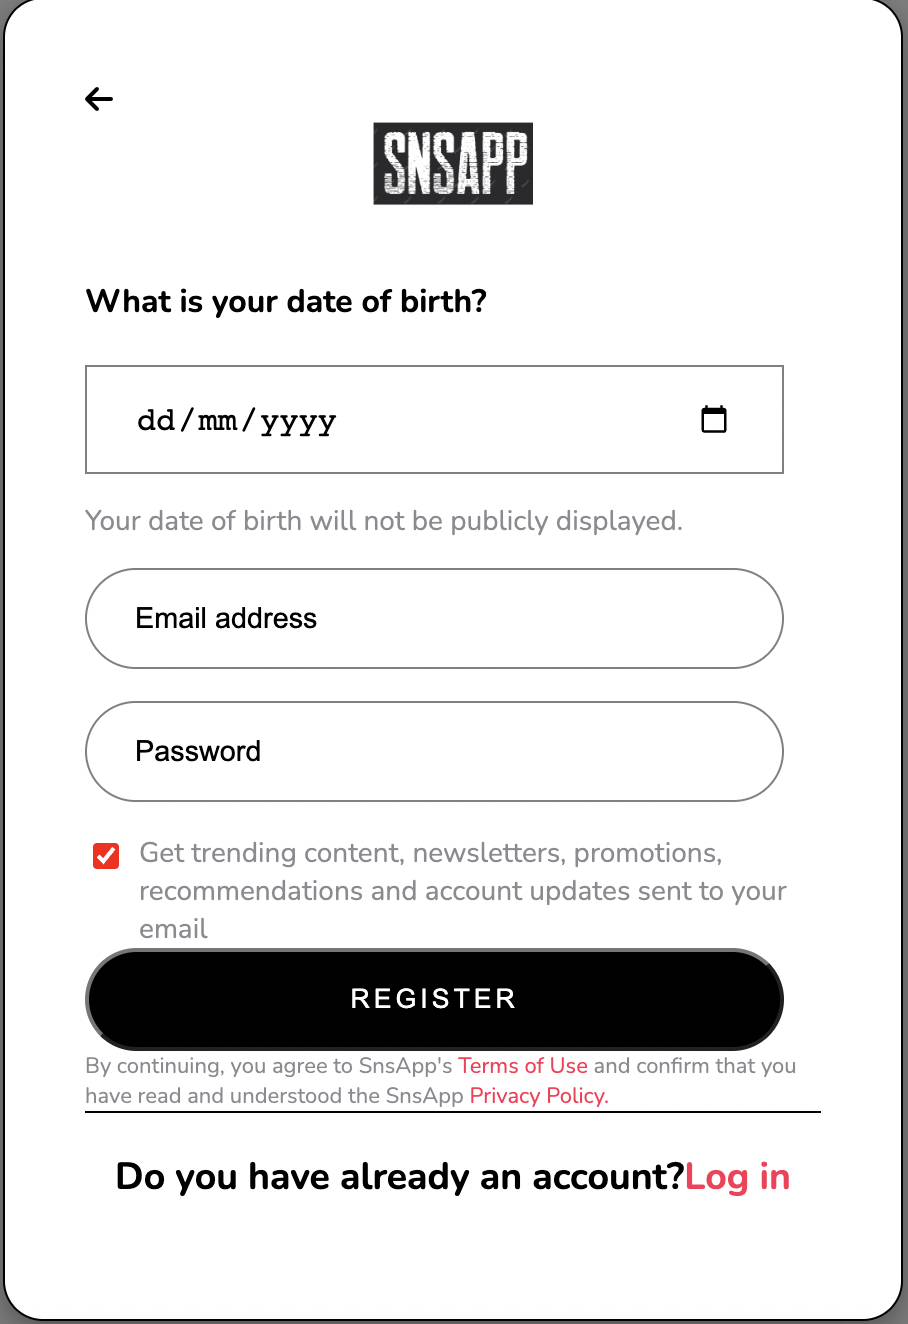 SNSAPP
What is your date of birth?
dd/mm/yyyy
Your date of birth will not be publicly displayed.
Email address
Password
Get trending content, newsletters, promotions,
recommendations and account updates sent to your
email
REGISTER
By continuing, you agree to SnsApp's Terms of Use and confirm that you
have read and understood the SnsApp Privacy Policy.
Do you have already an account?Log in